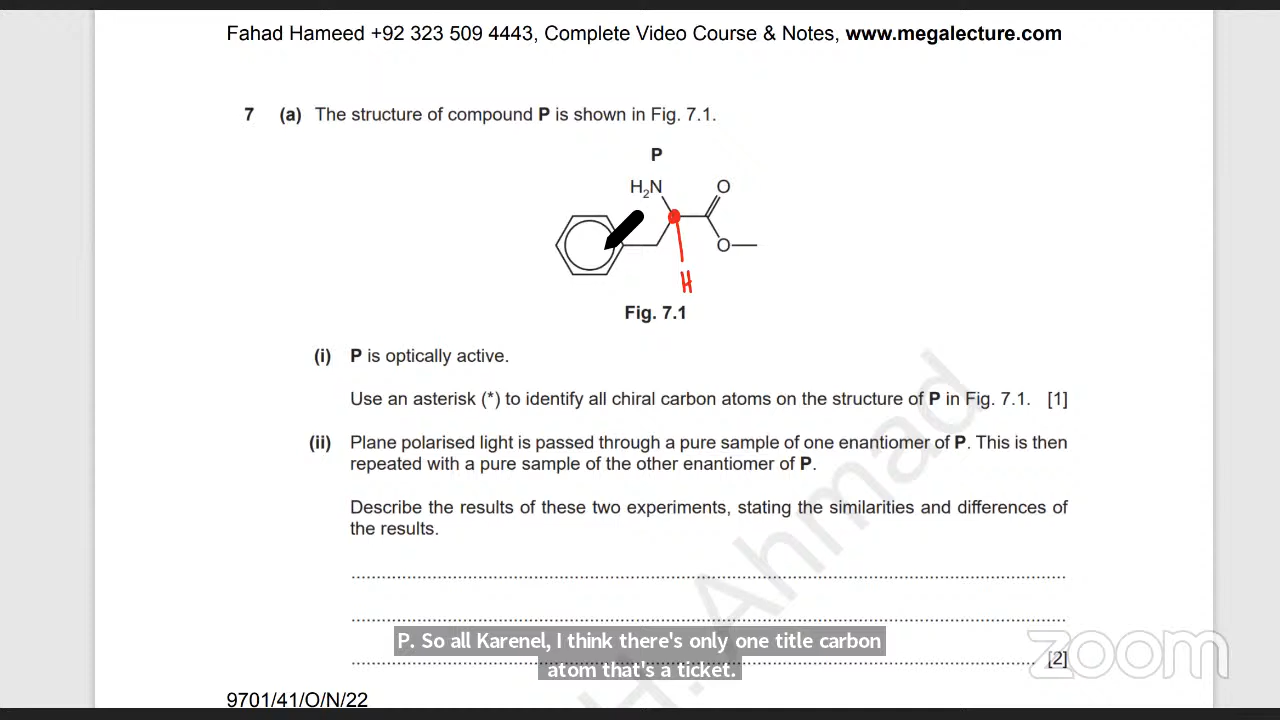 Fahad Hameed +92 323 509 4443, Complete Video Course & Notes, www.megalecture.com
7 (a) The structure of compound P is shown in Fig. 7.1.
P
H2N O
O
H
Fig. 7.1
(i) P is optically active.
Use an asterisk (*) to identify all chiral carbon atoms on the structure of P in Fig. 7.1. [1]
(ii) Plane polarised light is passed through a pure sample of one enantiomer of P. This is then
repeated with a pure sample of the other enantiomer of P.
Describe the results of these two experiments, stating the similarities and differences of
the results.
P. So all Karenel, I think there's only one title carbon
atom that's a ticket.
[2]
zoom
9701/41/O/N/22
H. Ahmad